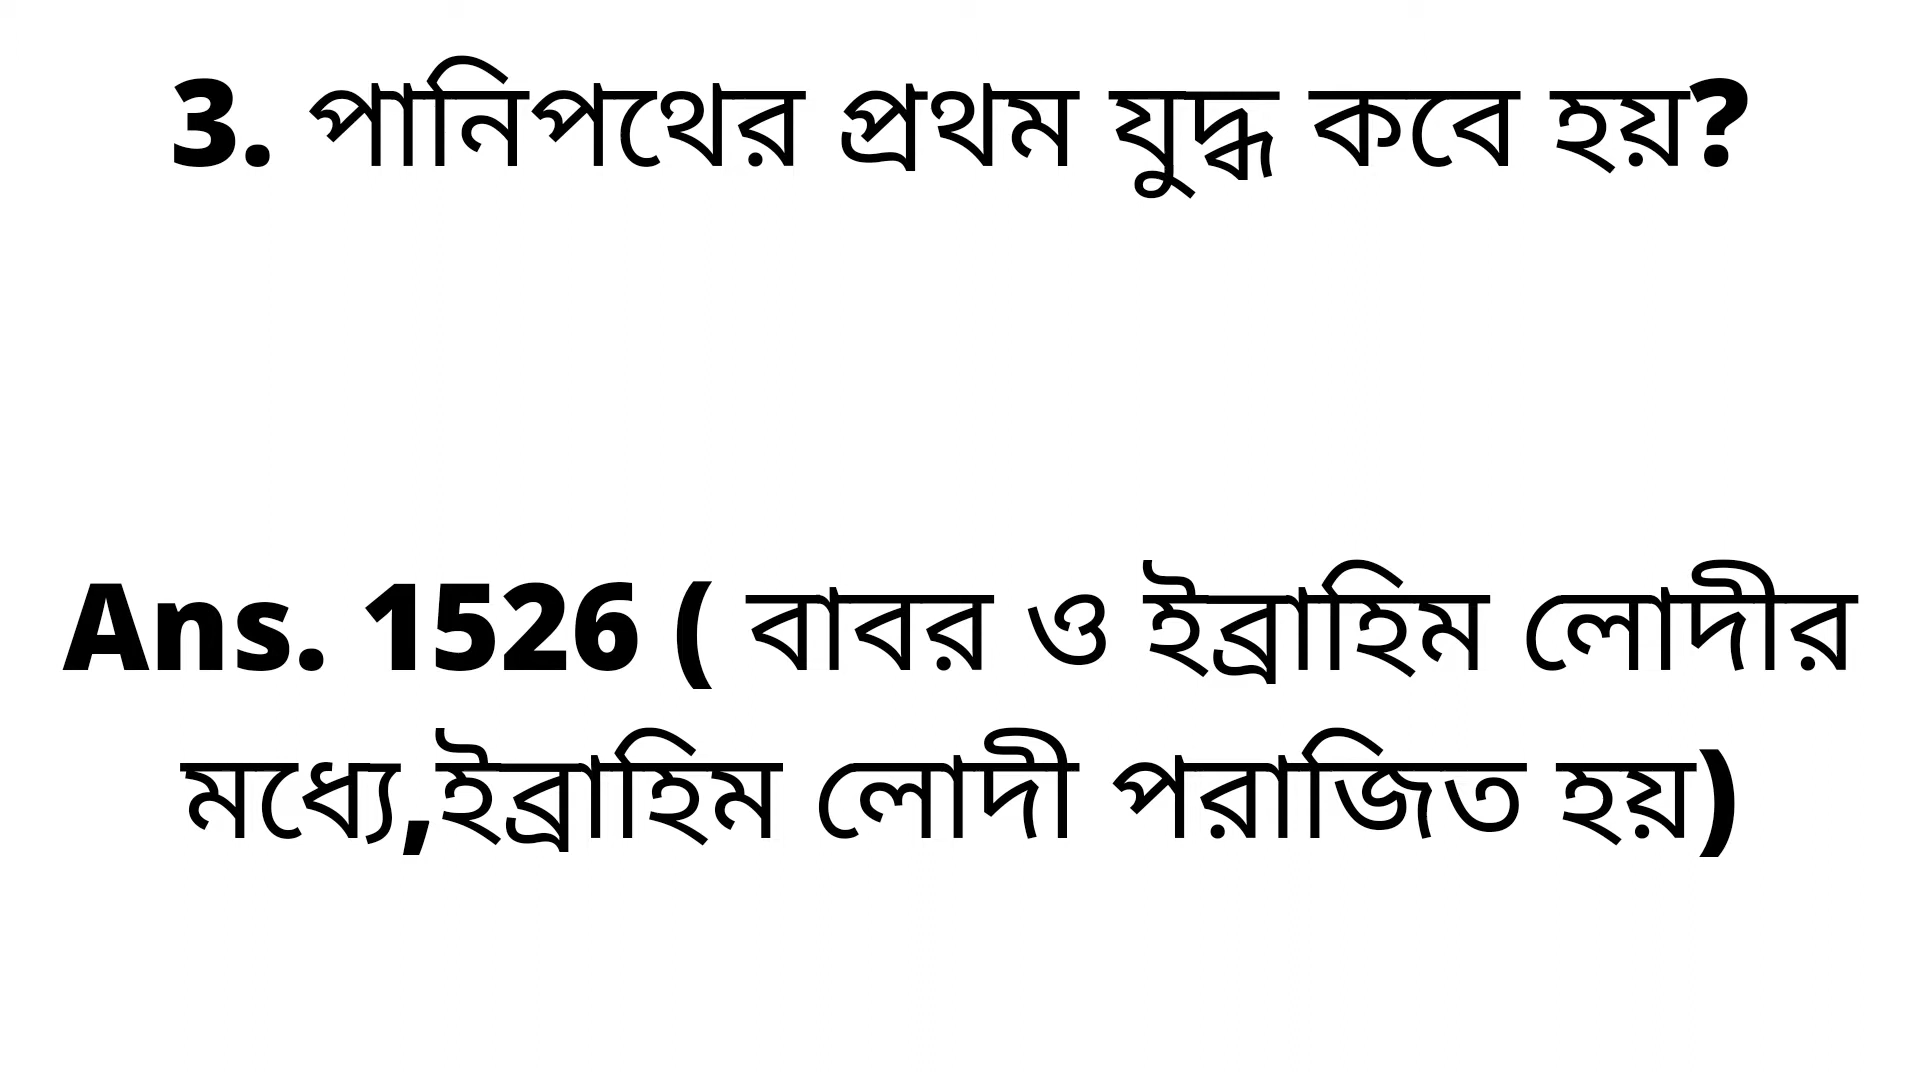 3. পানিপথের প্রথম যুদ্ধ কবে হয়?
Ans. 1526 ( বাবর ও ইব্রাহিম লোদীর
মধ্যে,ইব্রাহিম লোদী পরাজিত হয়)